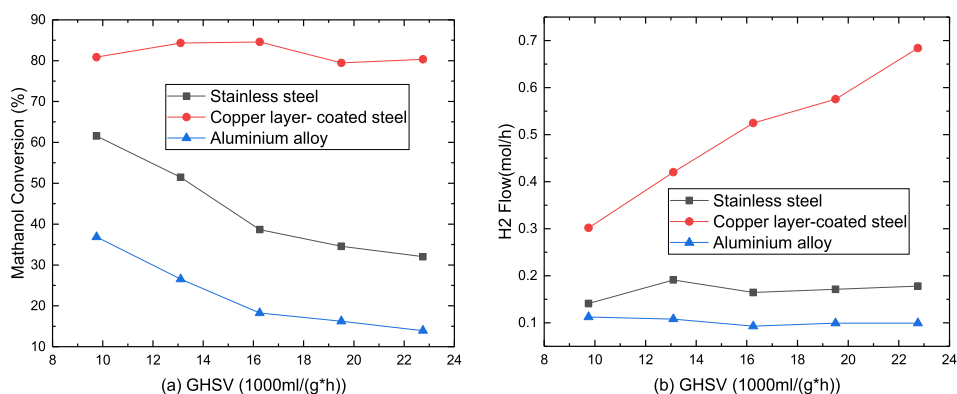 90
80
70
60
50
40
30
20
10
Mathanol Conversion (%)
Stainless steel
Copper layer- coated steel
Aluminium alloy
8 10 12 14 16 18 20 22 24
(a) GHSV (1000ml/(g*h))
0.7
0.6
0.5
0.4
0.3
0.2
0.1
H2 Flow(mol/h)
Stainless steel
Copper layer-coated steel
Aluminium alloy
8 10 12 14 16 18 20 22 24
(b) GHSV (1000ml/(g*h))